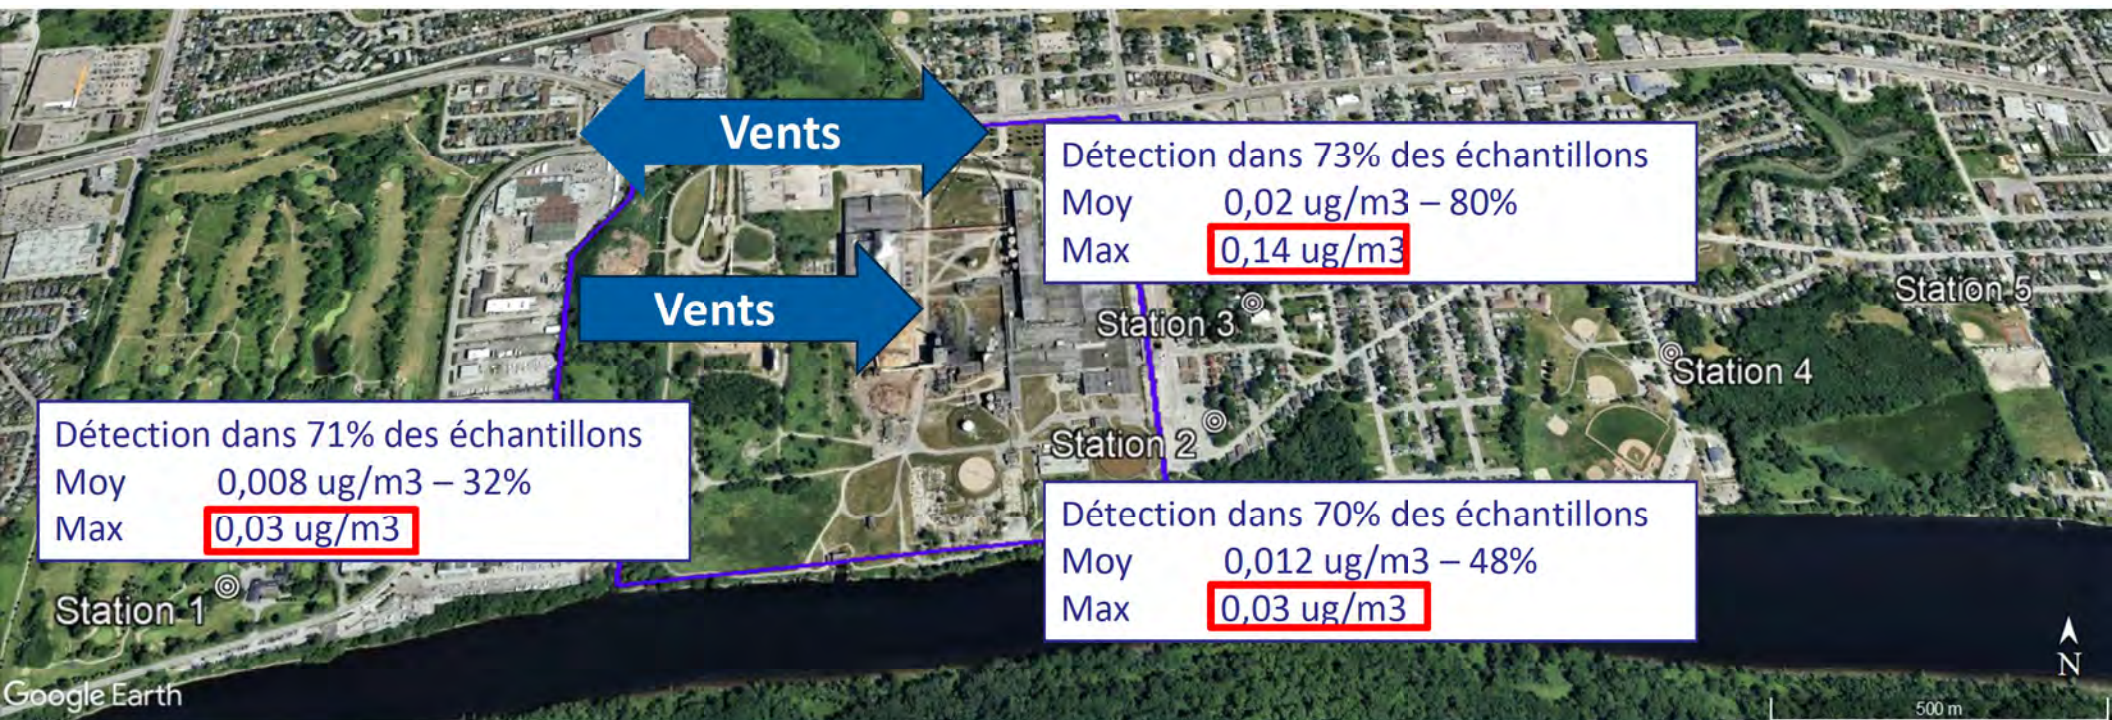 Vents
Détection dans 73% des échantillons
Moy 0,02 ug/m3 – 80%
Max 0,14 ug/m3
Vents
Station 5
Station 3
Station 4
Détection dans 71% des échantillons
Moy 0,008 ug/m3 – 32%
Max 0,03 ug/m3
Station 2
Détection dans 70% des échantillons
Moy 0,012 ug/m3 – 48%
Max 0,03 ug/m3
Station 1
N
Google Earth
500 m